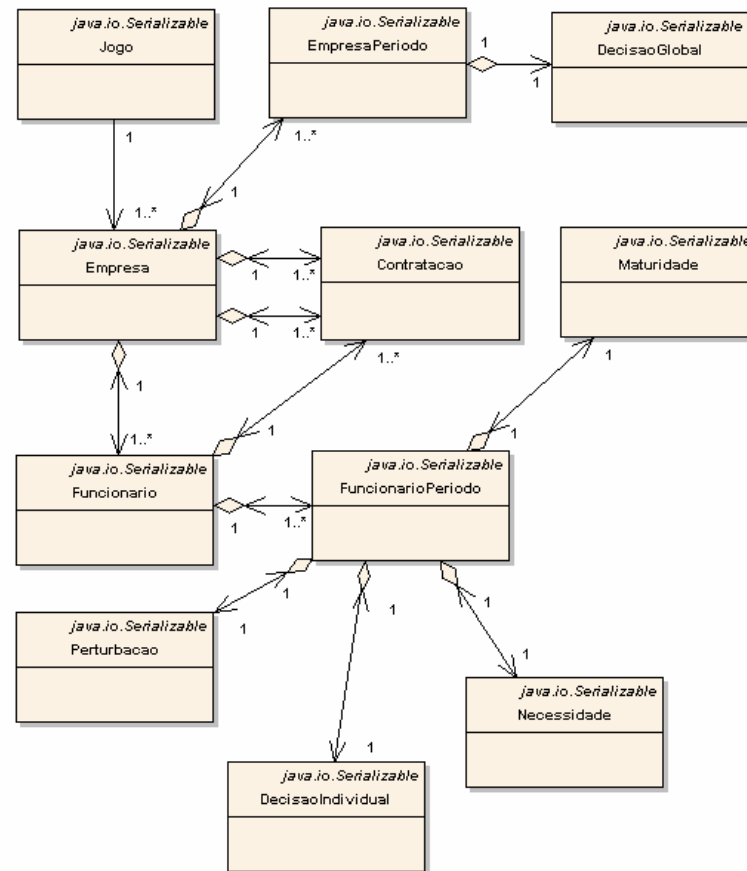 java.io.Serializable
Jogo
java.io.Serializable
EmpresaPeriodo
java.io.Serializable
DecisaoGlobal
1
1
1
1..*
1
1..*
java.io.Serializable
Empresa
java.io.Serializable
Contratacao
java.io.Serializable
Maturidade
1
1..*
1
1..*
1
1..*
1..*
1
1
1
java.io.Serializable
Funcionario
java.io.Serializable
FuncionarioPeriodo
1
1..*
1
1
1
1
1
1
java.io.Serializable
Perturbacao
java.io.Serializable
Necessidade
java.io.Serializable
DecisaoIndividual